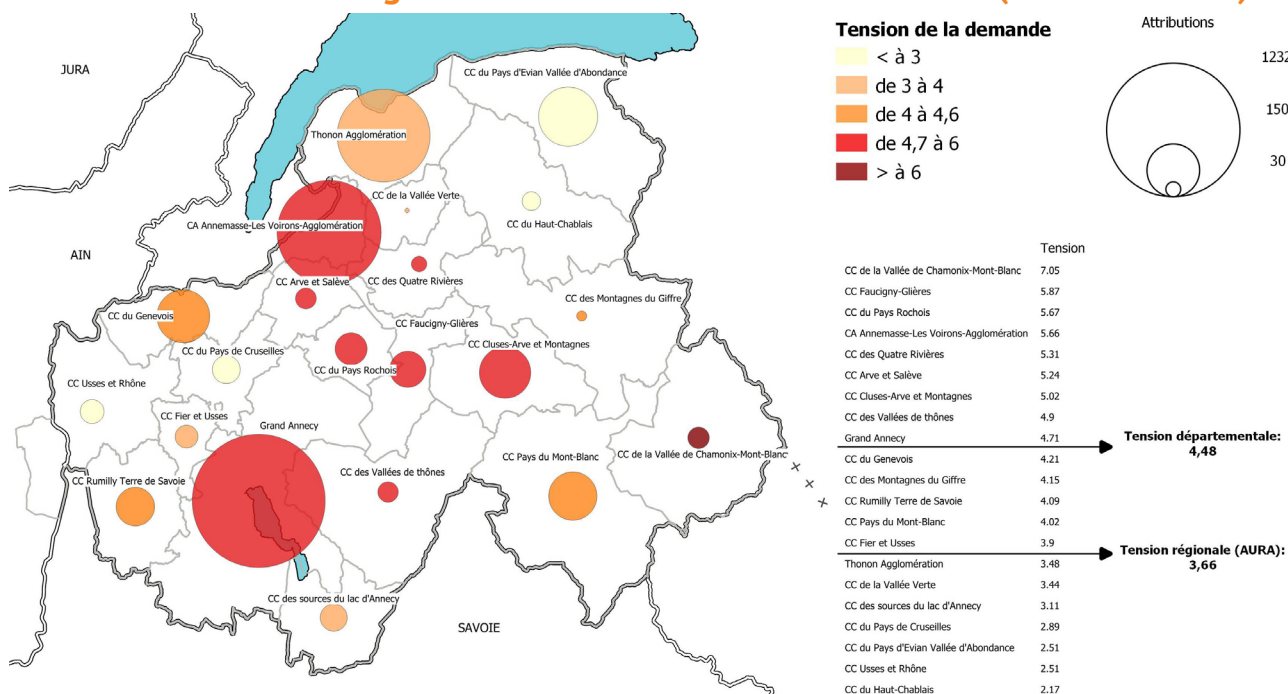 Tension de la demande
< à 3
de 3 à 4
de 4 à 4,6
de 4,7 à 6
> à 6
Attributions
1232
150
30
JURA
AIN
SAVOIE
CC du Pays d'Evian Vallée d'Abondance
Thonon Agglomération
CC de la Vallée Verte
CC du Haut-Chablais
CA Annemasse-Les Voirons-Agglomération
CC Arve et Salève
CC des Quatre Rivières
CC des Montagnes du Giffre
CC du Genevois
CC Faucigny-Glières
CC du Pays de Cruseilles
CC du Pays Rochois
CC Cluses-Arve et Montagnes
CC Usses et Rhône
CC Fier et Usses
Grand Annecy
CC des Vallées de thônes
CC Pays du Mont-Blanc
CC de la Vallée de Chamonix-Mont-Blanc
CC Rumilly Terre de Savoie
CC des sources du lac d'Annecy
Tension
CC de la Vallée de Chamonix-Mont-Blanc 7.05
CC Faucigny-Glières 5.87
CC du Pays Rochois 5.67
CA Annemasse-Les Voirons-Agglomération 5.66
CC des Quatre Rivières 5.31
CC Arve et Salève 5.24
CC Cluses-Arve et Montagnes 5.02
CC des Vallées de thônes 4.9
Grand Annecy 4.71
Tension départementale:
4,48
CC du Genevois 4.21
CC des Montagnes du Giffre 4.15
CC Rumilly Terre de Savoie 4.09
CC Pays du Mont-Blanc 4.02
CC Fier et Usses 3.9
Tension régionale (AURA):
3,66
Thonon Agglomération 3.48
CC de la Vallée Verte 3.44
CC des sources du lac d'Annecy 3.11
CC du Pays de Cruseilles 2.89
CC du Pays d'Evian Vallée d'Abondance 2.51
CC Usses et Rhône 2.51
CC du Haut-Chablais 2.17